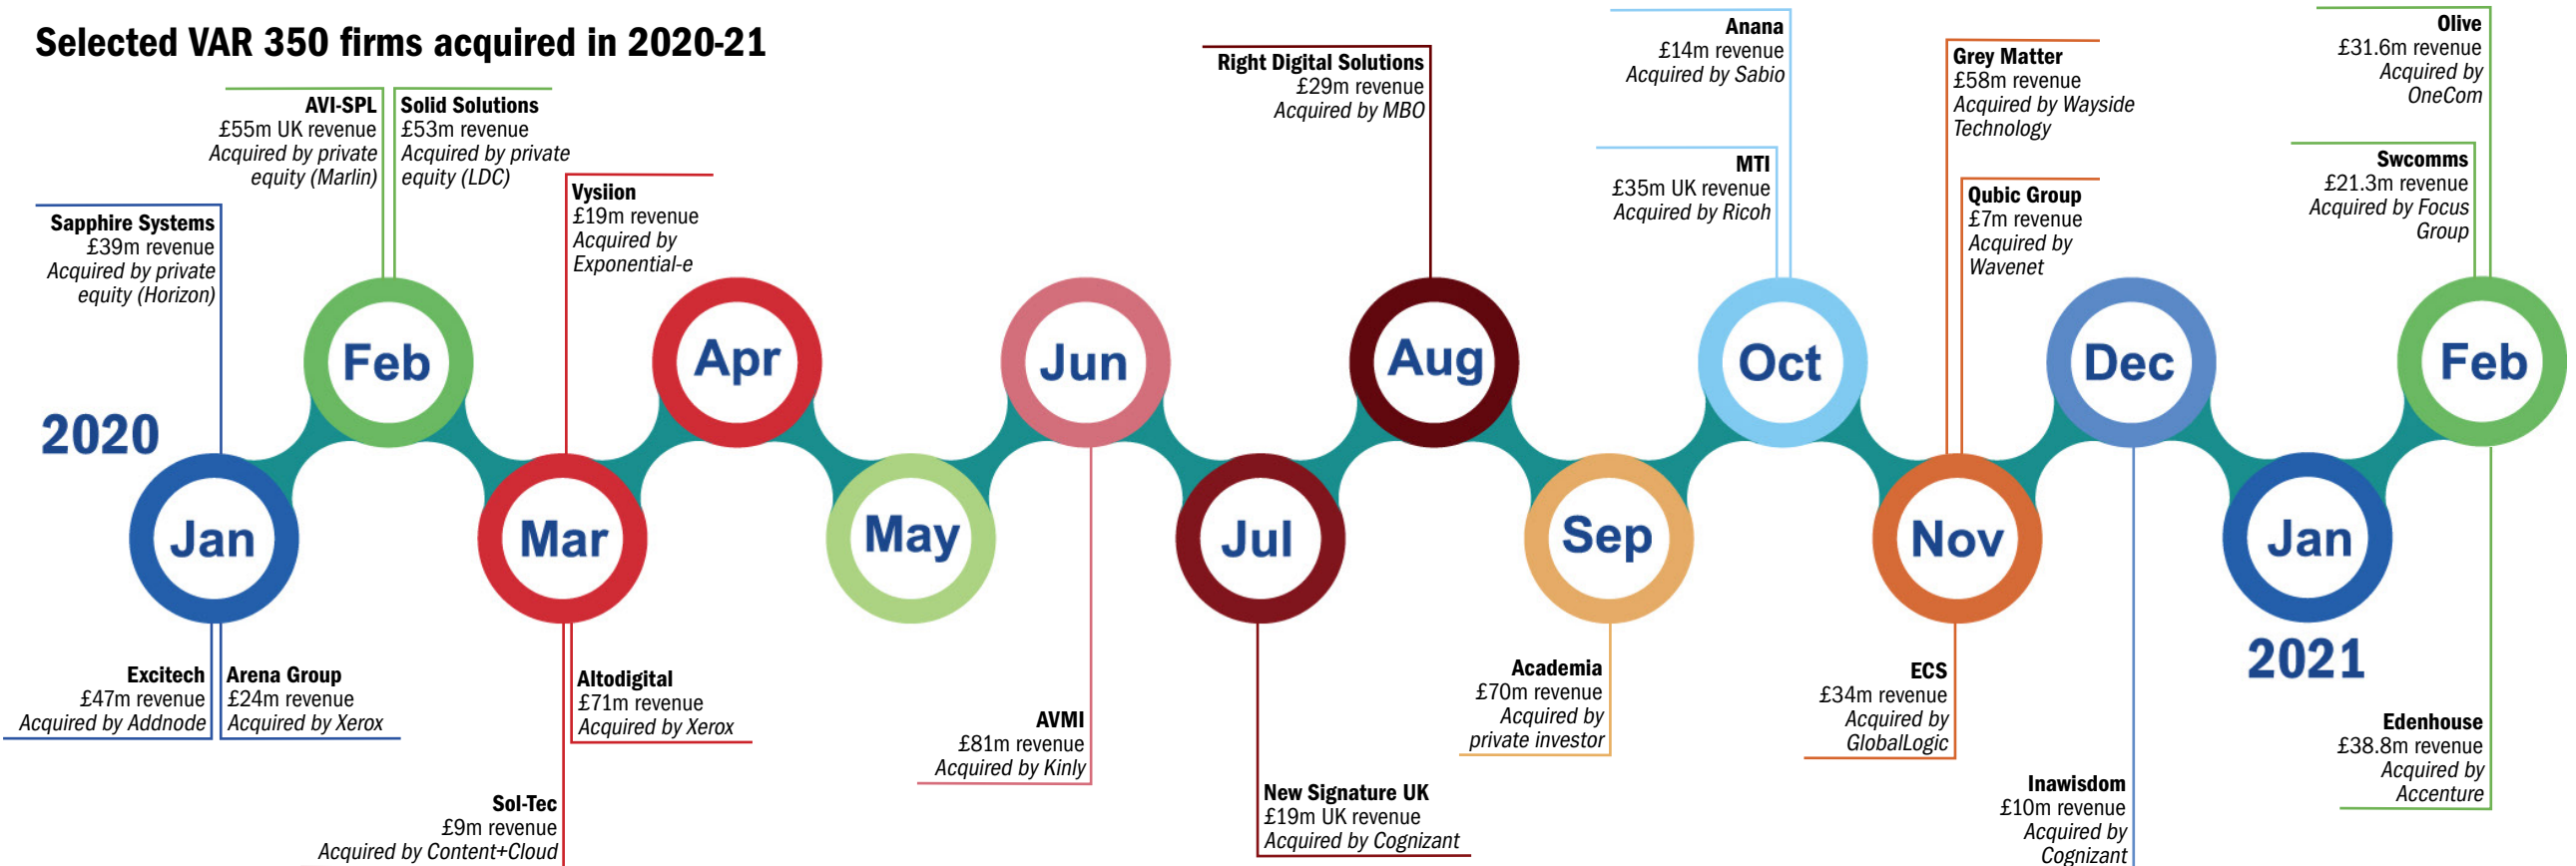 Selected VAR 350 firms acquired in 2020-21
2020
Sapphire Systems
£39m revenue
Acquired by private
equity (Horizon)
Jan
Excitech
£47m revenue
Acquired by Addnode
Arena Group
£24m revenue
Acquired by Xerox
AVI-SPL
£55m UK revenue
Acquired by private
equity (Marlin)
Solid Solutions
£53m revenue
Acquired by private
equity (LDC)
Feb
Vysiion
£19m revenue
Acquired by
Exponential-e
Mar
Sol-Tec
£9m revenue
Acquired by Content+Cloud
Altodigital
£71m revenue
Acquired by Xerox
Apr
May
Jun
AVMI
£81m revenue
Acquired by Kinly
Jul
New Signature UK
£19m UK revenue
Acquired by Cognizant
Right Digital Solutions
£29m revenue
Acquired by MBO
Aug
Sep
Academia
£70m revenue
Acquired by
private investor
Anana
£14m revenue
Acquired by Sabio
MTI
£35m UK revenue
Acquired by Ricoh
Oct
Grey Matter
£58m revenue
Acquired by Wayside
Technology
Qubic Group
£7m revenue
Acquired by
Wavenet
Nov
ECS
£34m revenue
Acquired by
GlobalLogic
Dec
Inawisdom
£10m revenue
Acquired by
Cognizant
Jan
2021
Olive
£31.6m revenue
Acquired by
OneCom
Swcomms
£21.3m revenue
Acquired by Focus
Group
Feb
Edenhouse
£38.8m revenue
Acquired by
Accenture